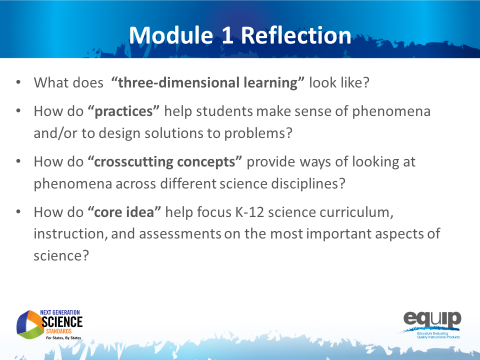 Module 1 Reflection
• What does “three-dimensional learning” look like?
• How do “practices” help students make sense of phenomena
and/or to design solutions to problems?
• How do “crosscutting concepts” provide ways of looking at
phenomena across different science disciplines?
• How do “core idea” help focus K-12 science curriculum,
instruction, and assessments on the most important aspects of
science?
NEXT GENERATION
SCIENCE
STANDARDS
For States, By States
equip
Educators Evaluating
Quality Instructional Products